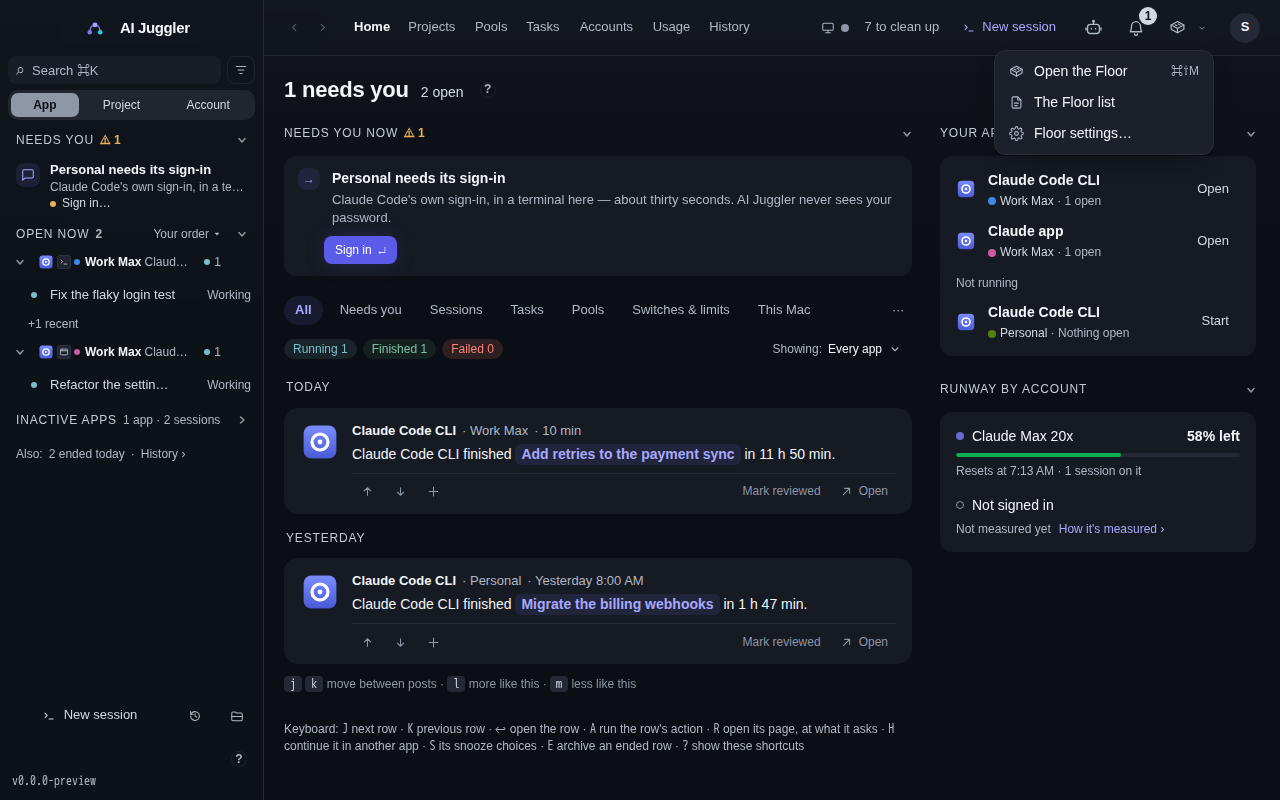 AI Juggler
Search ⌘K
App Project Account
NEEDS YOU 1
Personal needs its sign-in
Claude Code's own sign-in, in a te…
Sign in…
OPEN NOW 2 Your order
Work Max Claud… 1
Fix the flaky login test Working
+1 recent
Work Max Claud… 1
Refactor the settin… Working
INACTIVE APPS 1 app · 2 sessions
Also: 2 ended today · History ›
New session
?
v0.0.0-preview
Home Projects Pools Tasks Accounts Usage History
7 to clean up New session 1 S
Open the Floor ⌘⇧M
The Floor list
Floor settings…
1 needs you 2 open ?
NEEDS YOU NOW 1
→ Personal needs its sign-in
Claude Code's own sign-in, in a terminal here — about thirty seconds. AI Juggler never sees your
password.
Sign in ↵
All Needs you Sessions Tasks Pools Switches & limits This Mac ···
Running 1 Finished 1 Failed 0 Showing: Every app
TODAY
Claude Code CLI · Work Max · 10 min
Claude Code CLI finished Add retries to the payment sync in 11 h 50 min.
Mark reviewed Open
YESTERDAY
Claude Code CLI · Personal · Yesterday 8:00 AM
Claude Code CLI finished Migrate the billing webhooks in 1 h 47 min.
Mark reviewed Open
j k move between posts · l more like this · m less like this
Keyboard: J next row · K previous row · ↩ open the row · A run the row's action · R open its page, at what it asks · H
continue it in another app · S its snooze choices · E archive an ended row · ? show these shortcuts
YOUR
Claude Code CLI
Work Max · 1 open Open
Claude app
Work Max · 1 open Open
Not running
Claude Code CLI
Personal · Nothing open Start
RUNWAY BY ACCOUNT
Claude Max 20x 58% left
Resets at 7:13 AM · 1 session on it
Not signed in
Not measured yet How it's measured ›